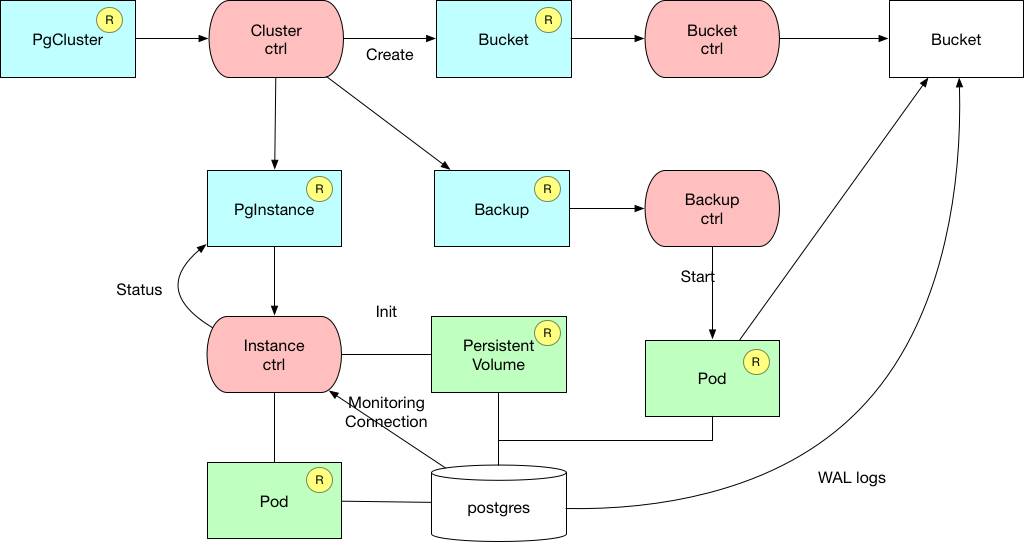 PgCluster
R
Cluster
ctrl
Create
Bucket
R
Bucket
ctrl
Bucket
PgInstance
R
Backup
R
Backup
ctrl
Status
Start
Init
Instance
ctrl
Persistent
Volume
R
Pod
R
Monitoring
Connection
Pod
R
postgres
WAL logs